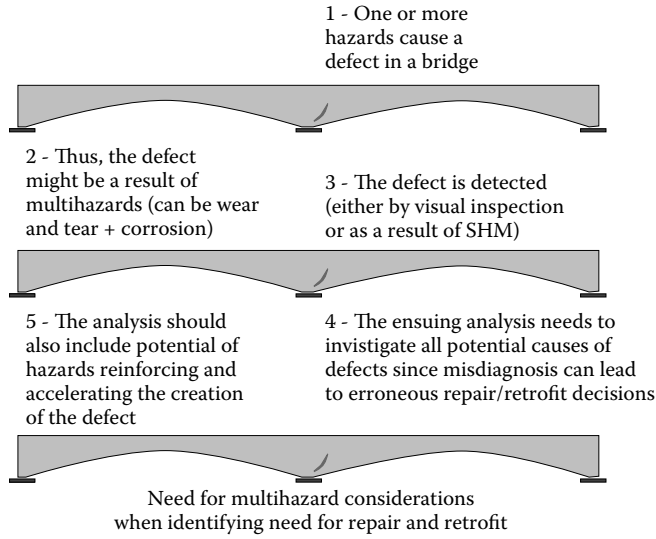 1 - One or more
hazards cause a
defect in a bridge
2 - Thus, the defect
might be a result of
multihazards (can be wear
and tear + corrosion)
3 - The defect is detected
(either by visual inspection
or as a result of SHM)
4 - The ensuing analysis needs to
invistigate all potential causes of
defects since misdiagnosis can lead
to erroneous repair/retrofit decisions
5 - The analysis should
also include potential of
hazards reinforcing and
accelerating the creation
of the defect
Need for multihazard considerations
when identifying need for repair and retrofit